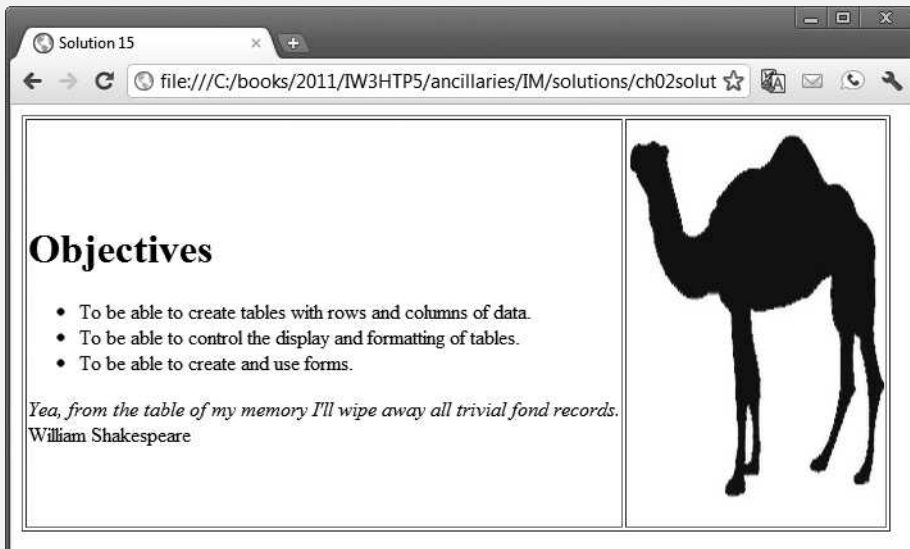 Solution 15
file:///C:/books/2011/IW3HTP5/ancillaries/IM/solutions/ch02solut
Objectives
• To be able to create tables with rows and columns of data.
• To be able to control the display and formatting of tables.
• To be able to create and use forms.
Yea, from the table of my memory I'll wipe away all trivial fond records.
William Shakespeare